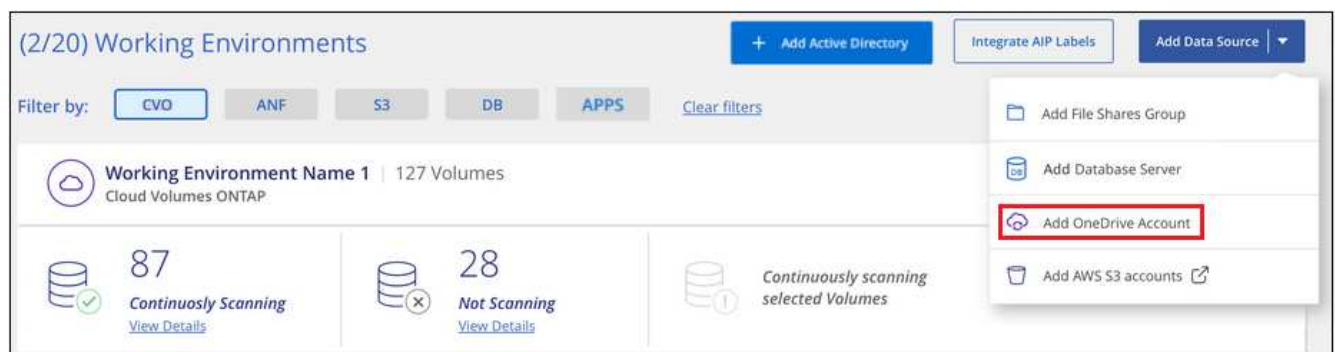 (2/20) Working Environments
+ Add Active Directory
Integrate AIP Labels
Add Data Source
Filter by:
CVO
ANF
S3
DB
APPS
Clear filters
Add File Shares Group
Working Environment Name 1 | 127 Volumes
Cloud Volumes ONTAP
DB
Add Database Server
Add OneDrive Account
Add AWS S3 accounts
87
Continuosly Scanning
View Details
28
Not Scanning
View Details
Continuously scanning
selected Volumes